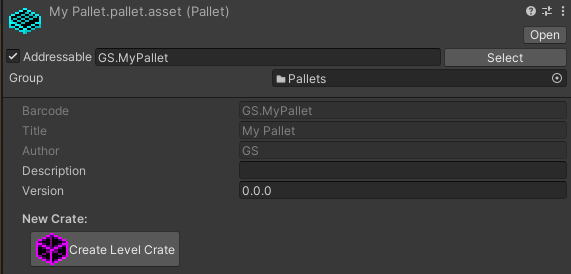 My Pallet.pallet.asset (Pallet)
Open
Addressable GS.MyPallet Select
Group Pallets
Barcode GS.MyPallet
Title My Pallet
Author GS
Description
Version 0.0.0
New Crate:
Create Level Crate